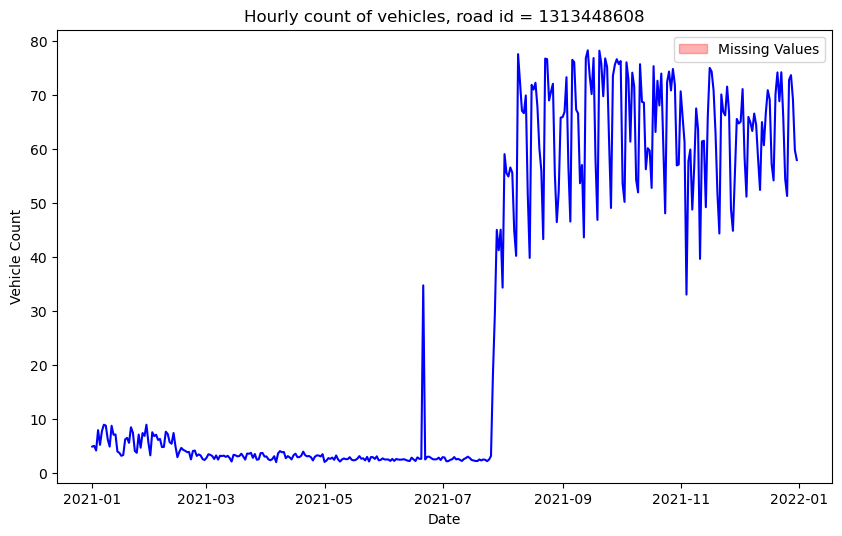 Hourly count of vehicles, road id = 1313448608
Missing Values
Vehicle Count
80
70
60
50
40
30
20
10
0
2021-01 2021-03 2021-05 2021-07 2021-09 2021-11 2022-01
Date